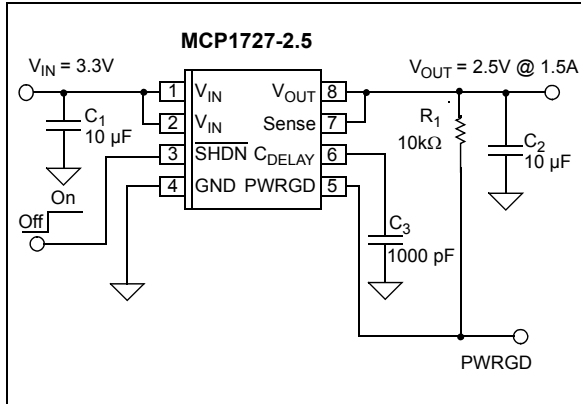 MCP1727-2.5
V_IN = 3.3V
V_OUT = 2.5V @ 1.5A
C_1
10 µF
1
V_IN
V_OUT
8
2
V_IN
Sense
7
3
SHDN
C_DELAY
6
4
GND
PWRGD
5
R_1
10kΩ
C_2
10 µF
On
Off
C_3
1000 pF
PWRGD